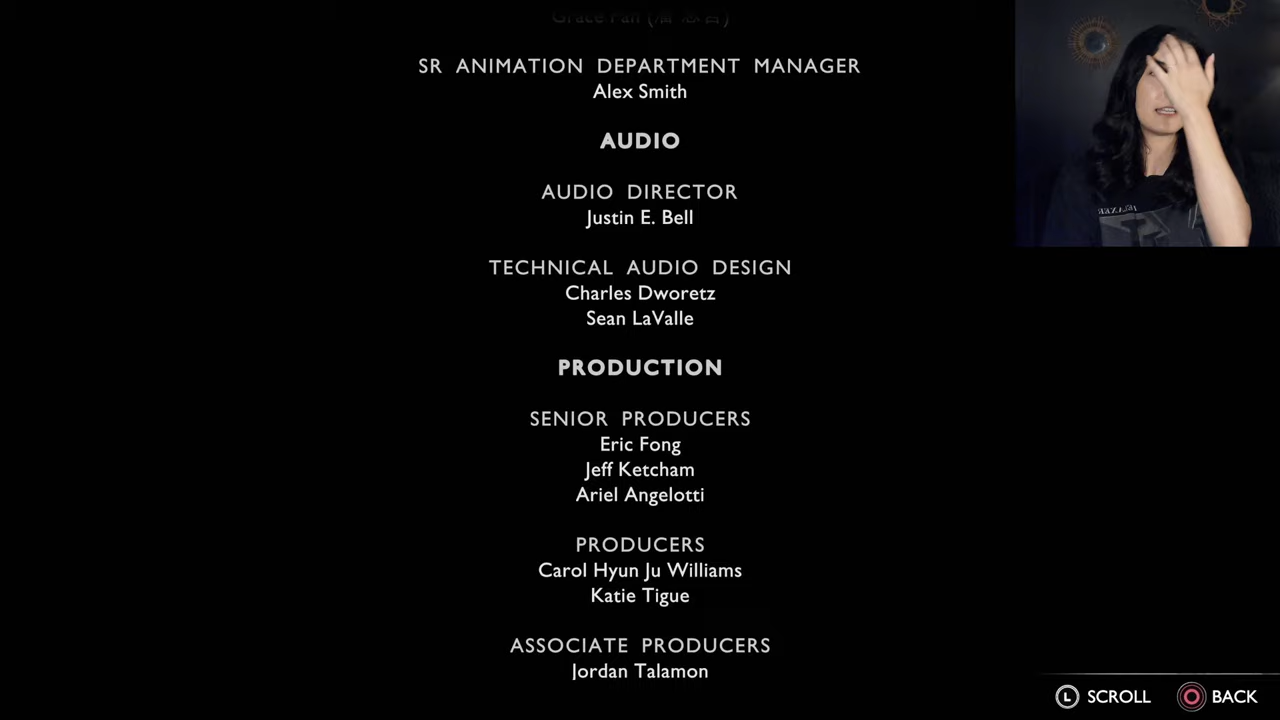 SR ANIMATION DEPARTMENT MANAGER
Alex Smith
AUDIO
AUDIO DIRECTOR
Justin E. Bell
TECHNICAL AUDIO DESIGN
Charles Dworetz
Sean LaValle
PRODUCTION
SENIOR PRODUCERS
Eric Fong
Jeff Ketcham
Ariel Angelotti
PRODUCERS
Carol Hyun Ju Williams
Katie Tigue
ASSOCIATE PRODUCERS
Jordan Talamon
L SCROLL
BACK